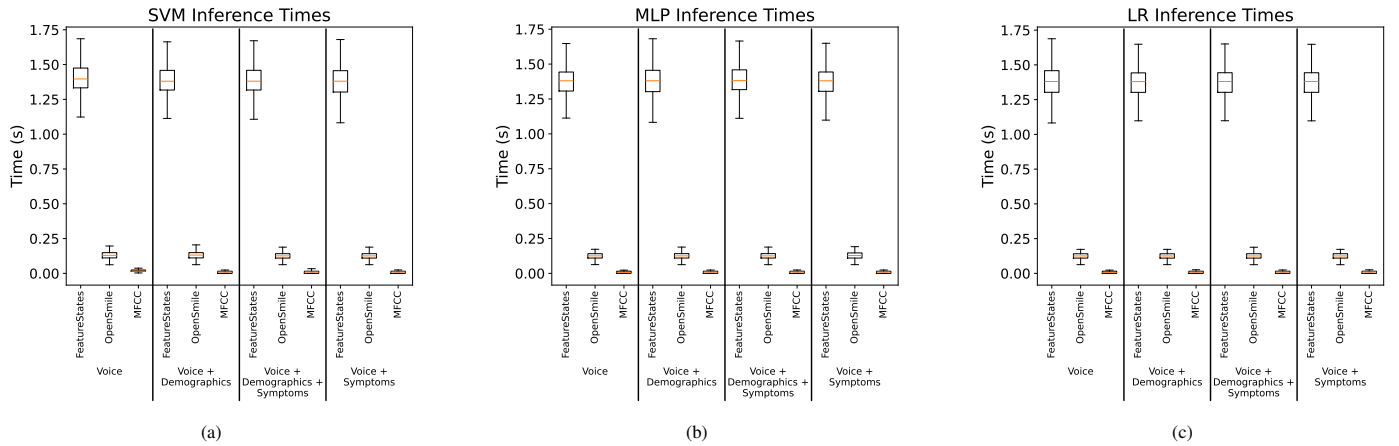 SVM Inference Times
Time (s)
1.75
1.50
1.25
1.00
0.75
0.50
0.25
0.00
FeatureStates
OpenSmile
MFCC
FeatureStates
OpenSmile
MFCC
FeatureStates
OpenSmile
MFCC
FeatureStates
OpenSmile
MFCC
Voice
Voice +
Demographics
Voice +
Demographics +
Symptoms
Voice +
Symptoms
(a)
MLP Inference Times
Time (s)
1.75
1.50
1.25
1.00
0.75
0.50
0.25
0.00
FeatureStates
OpenSmile
MFCC
FeatureStates
OpenSmile
MFCC
FeatureStates
OpenSmile
MFCC
FeatureStates
OpenSmile
MFCC
Voice
Voice +
Demographics
Voice +
Demographics +
Symptoms
Voice +
Symptoms
(b)
LR Inference Times
Time (s)
1.75
1.50
1.25
1.00
0.75
0.50
0.25
0.00
FeatureStates
OpenSmile
MFCC
FeatureStates
OpenSmile
MFCC
FeatureStates
OpenSmile
MFCC
FeatureStates
OpenSmile
MFCC
Voice
Voice +
Demographics
Voice +
Demographics +
Symptoms
Voice +
Symptoms
(c)